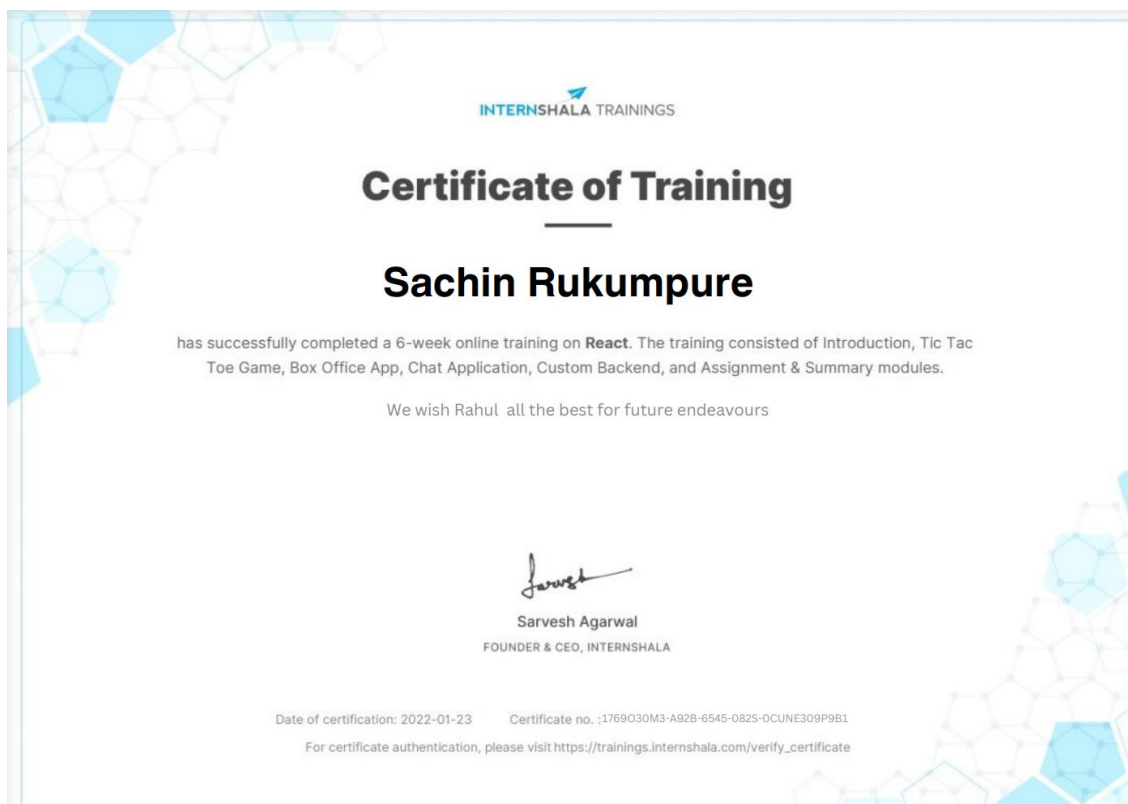 INTERNSHALA TRAININGS
Certificate of Training
Sachin Rukumpure
has successfully completed a 6-week online training on React. The training consisted of Introduction, Tic Tac
Toe Game, Box Office App, Chat Application, Custom Backend, and Assignment & Summary modules.
We wish Rahul  all the best for future endeavours
Sarvesh
Sarvesh Agarwal
FOUNDER & CEO, INTERNSHALA
Date of certification: 2022-01-23 Certificate no. :1769030M3-A92B-6545-082S-0CUNE309P9B1
For certificate authentication, please visit https://trainings.internshala.com/verify_certificate